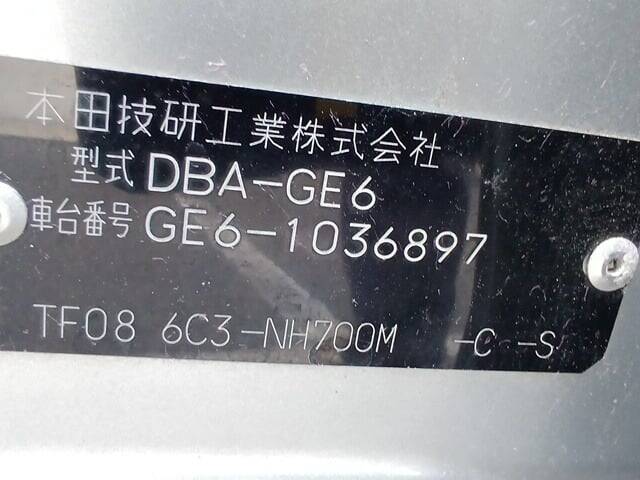 本田技研工業株式会社
型式 DBA-GE6
車台番号 GE6-1036897
TF08 6C3-NH700M -C -S